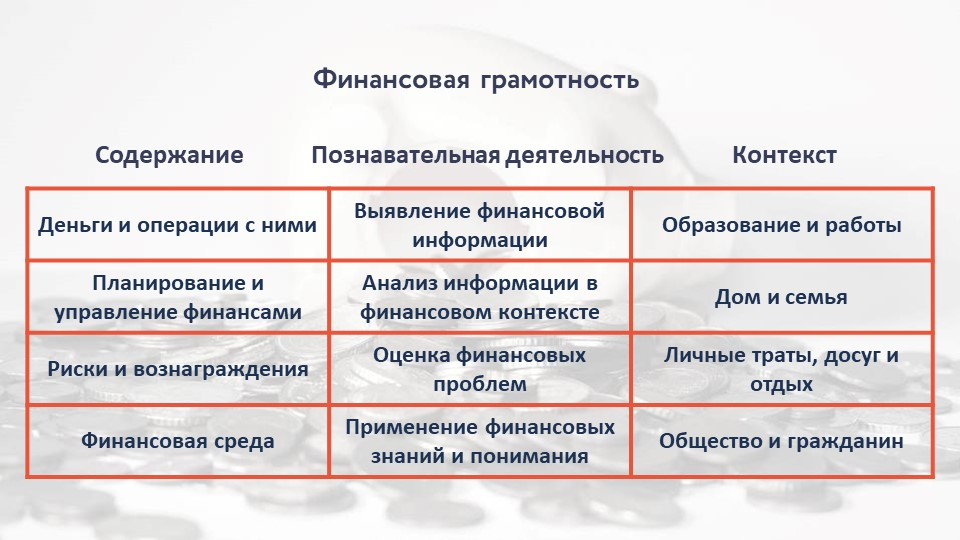 Финансовая грамотность
Содержание
Познавательная деятельность
Контекст
Деньги и операции с ними
Выявление финансовой
информации
Образование и работы
Планирование и
управление финансами
Анализ информации в
финансовом контексте
Дом и семья
Риски и вознаграждения
Оценка финансовых
проблем
Личные траты, досуг и
отдых
Финансовая среда
Применение финансовых
знаний и понимания
Общество и гражданин